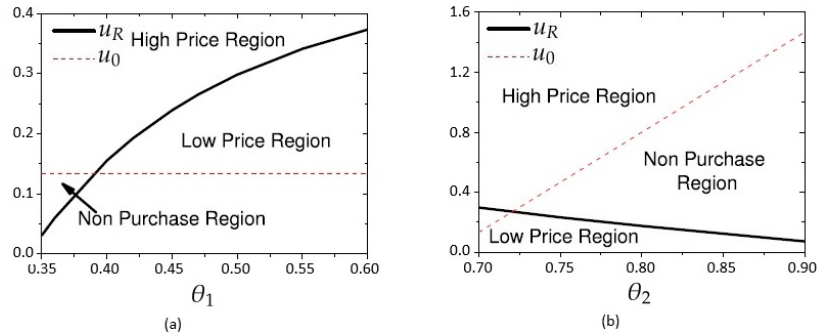 u_R
u_0
High Price Region
Low Price Region
Non Purchase Region
0.4
0.3
0.2
0.1
0.0
0.35
0.40
0.45
0.50
0.55
0.60
θ_1
(a)
u_R
u_0
High Price Region
Non Purchase
Region
Low Price Region
1.6
1.2
0.8
0.4
0.0
0.70
0.75
0.80
0.85
0.90
θ_2
(b)